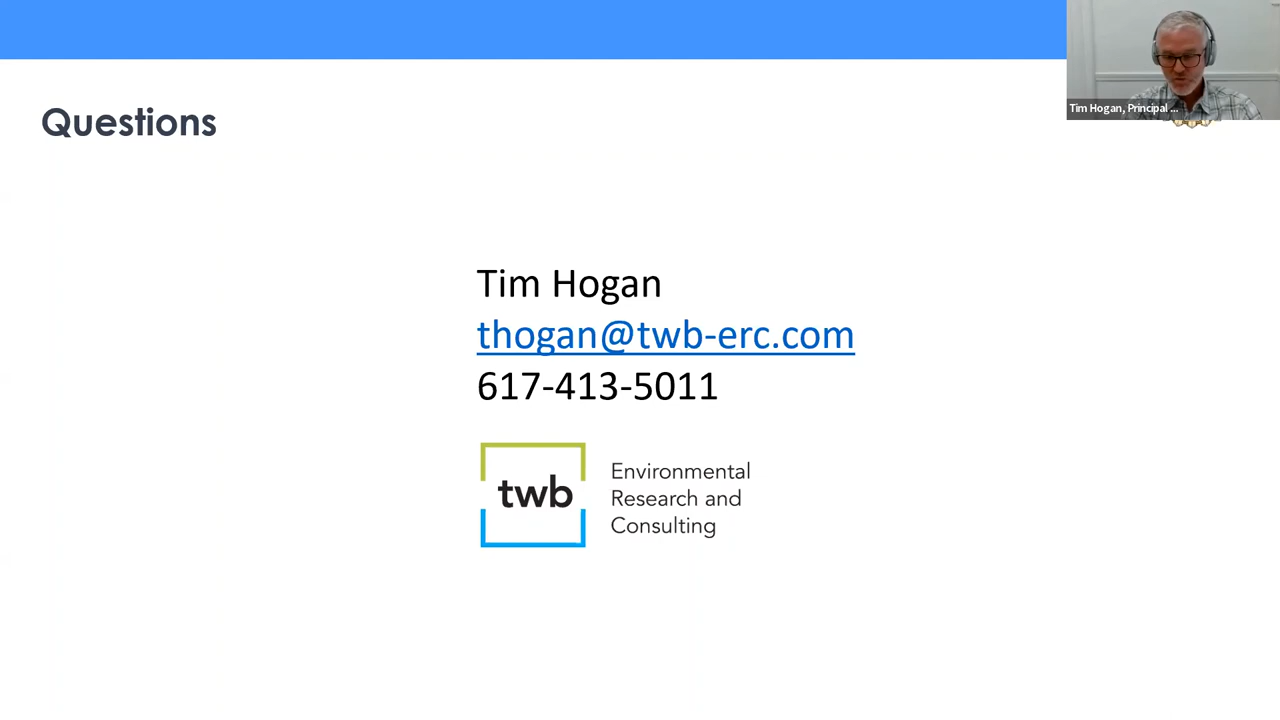 Tim Hogan, Principal ...
Questions
Tim Hogan
thogan@twb-erc.com
617-413-5011
twb
Environmental
Research and
Consulting